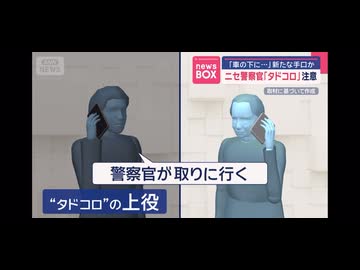 news
BOX
「車の下に…」新たな手口か
ニセ警察官「タドコロ」注意
取材に基づいて作成
警察官が取りに行く
“タドコロ”の上役